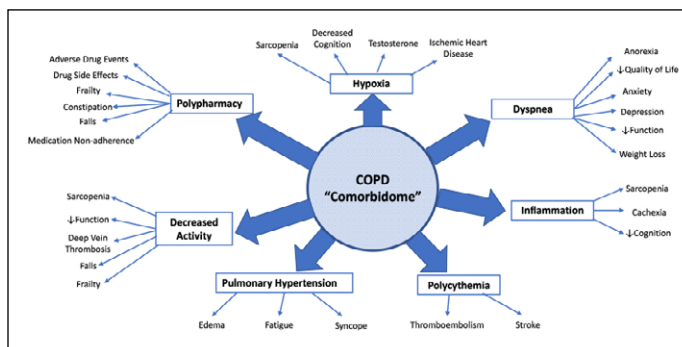 Adverse Drug Events
Drug Side Effects
Frailty
Constipation
Falls
Medication Non-adherence
Polypharmacy
Sarcopenia
Decreased
Cognition
Testosterone
Ischemic Heart
Disease
Hypoxia
Anorexia
↓Quality of Life
Anxiety
Depression
↓Function
Weight Loss
Dyspnea
COPD
"Comorbidome"
Sarcopenia
↓Function
Deep Vein
Thrombosis
Falls
Frailty
Decreased
Activity
Inflammation
Sarcopenia
Cachexia
↓Cognition
Pulmonary Hypertension
Edema
Fatigue
Syncope
Polycythemia
Thromboembolism
Stroke